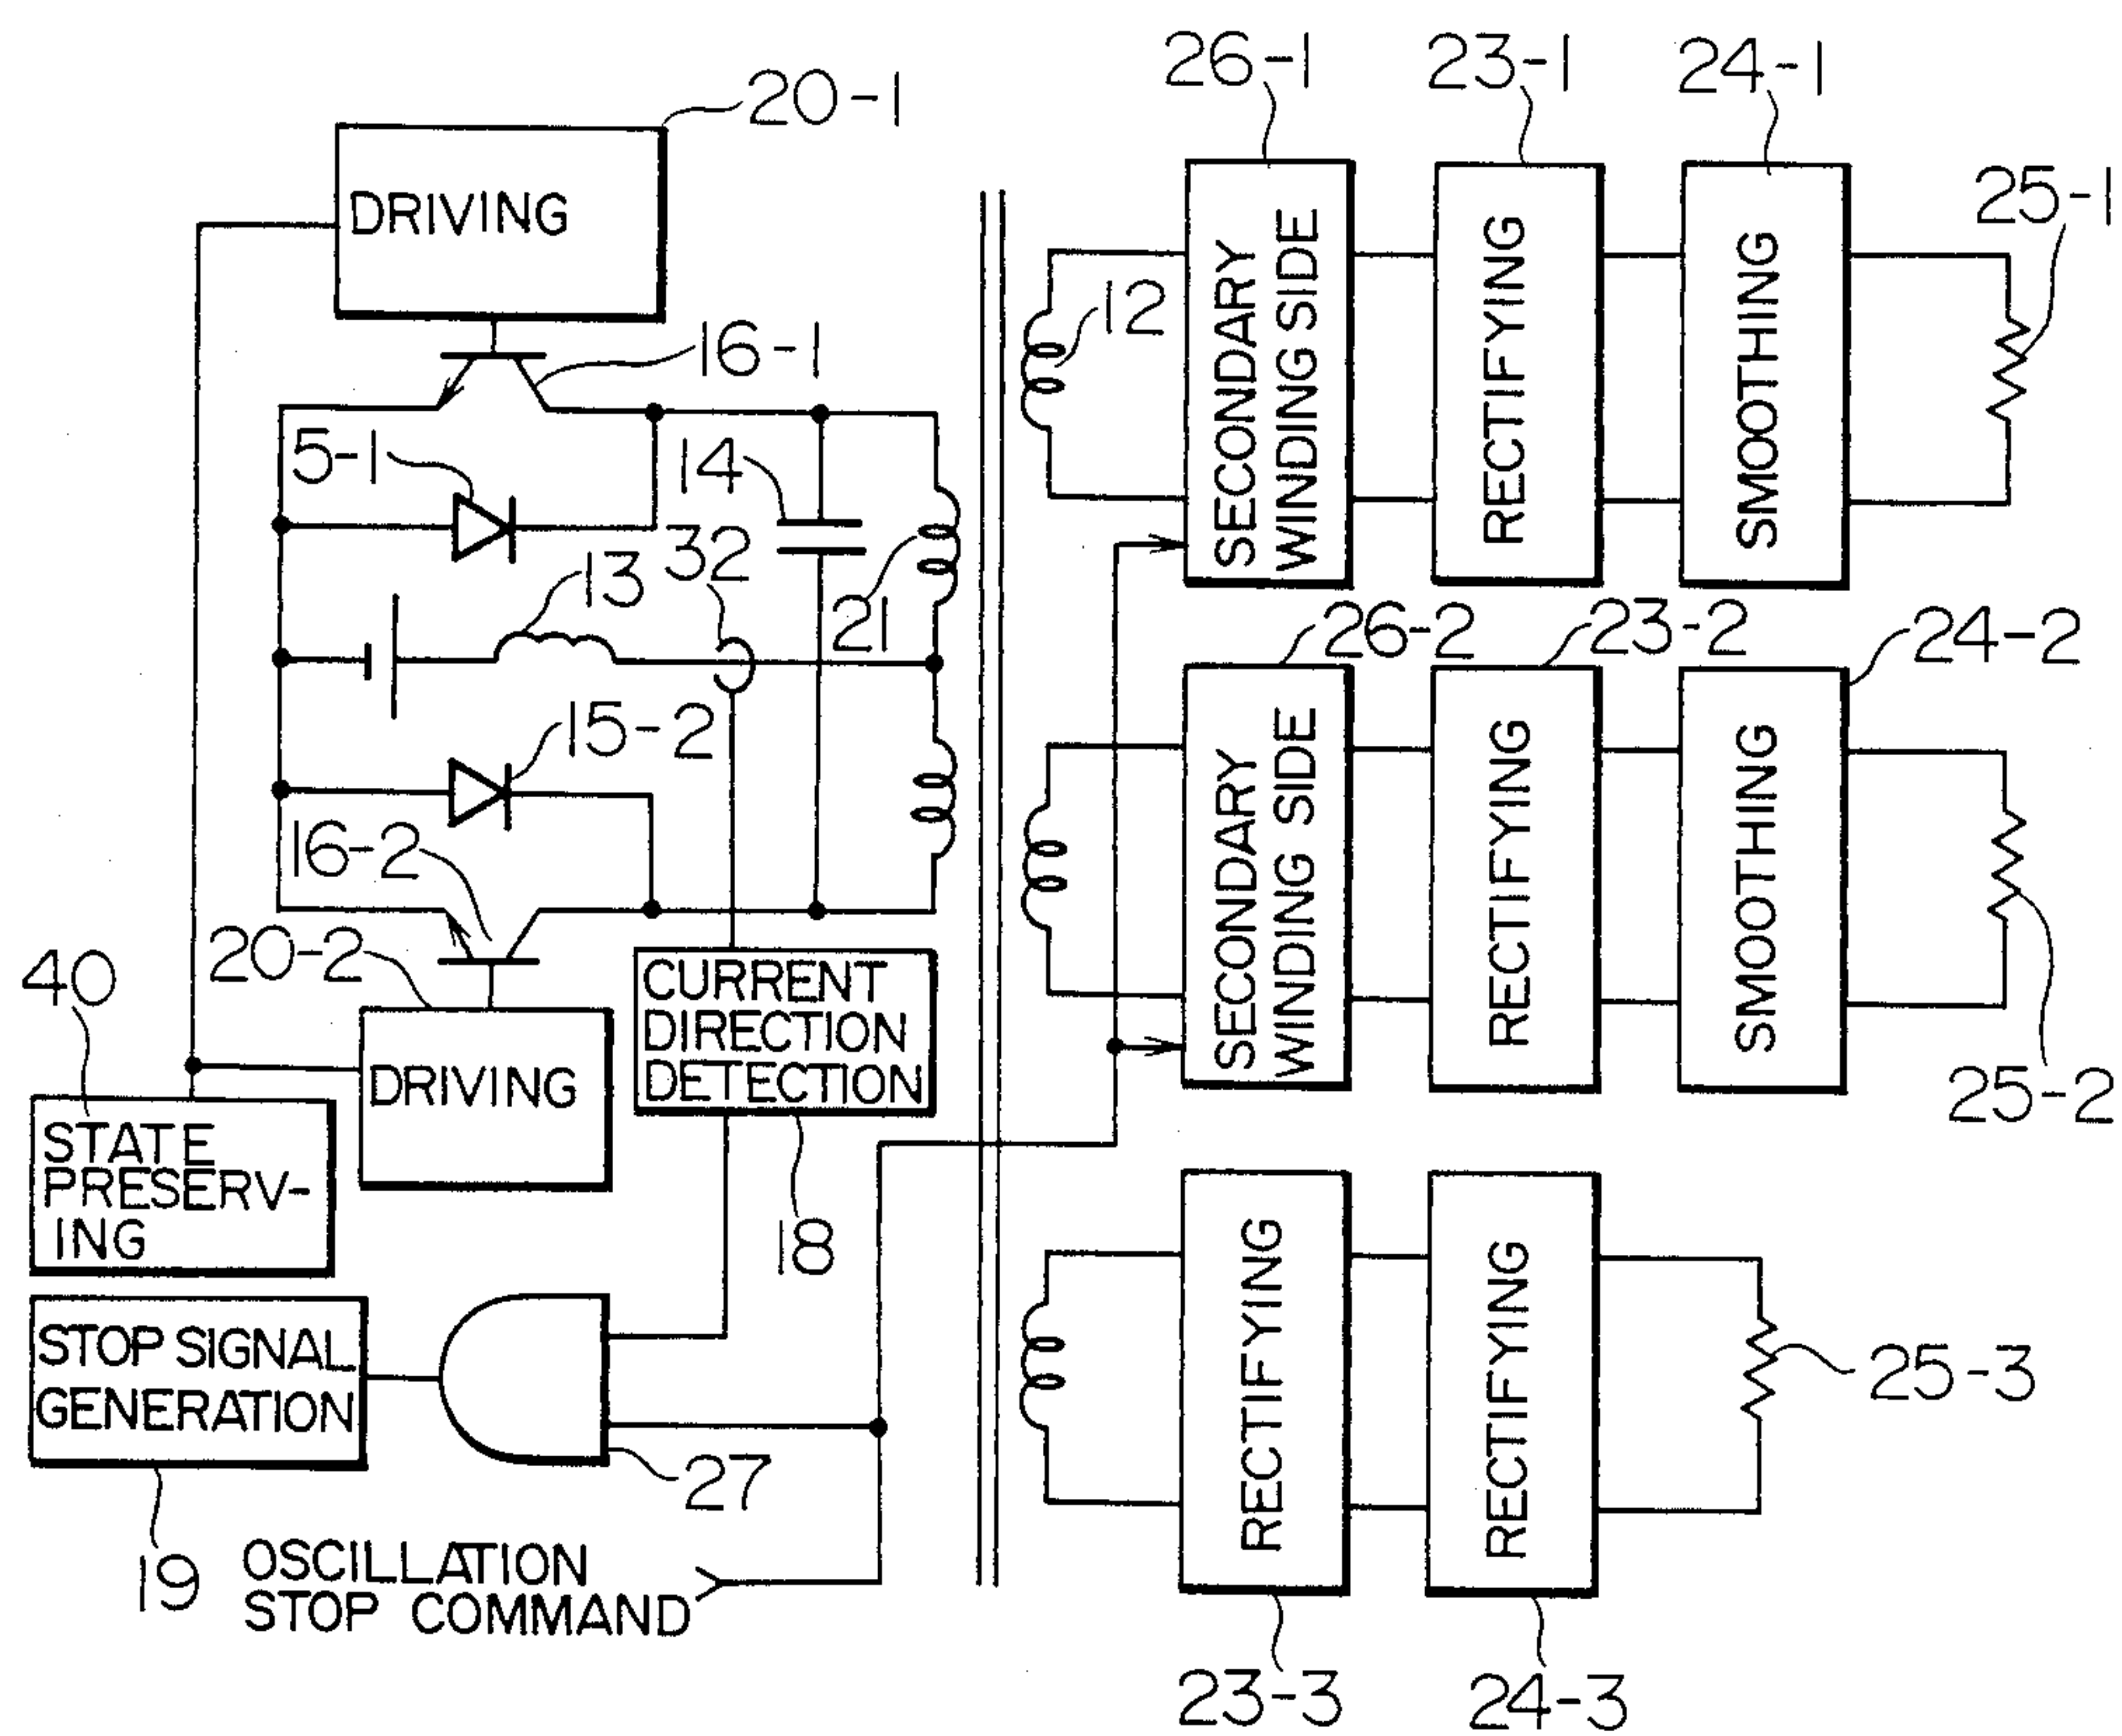 26-1
23-1
24-1
20-1
25-1
DRIVING
12
16-1
SECONDARY
WINDING SIDE
RECTIFYING
SMOOTHING
5-1
14
32
13
21
26-2
23-2
24-2
15-2
16-2
SECONDARY
WINDING SIDE
RECTIFYING
SMOOTHING
40
20-2
CURRENT
DIRECTION
DETECTION
DRIVING
25-2
STATE
PRESERV-
ING
18
STOP SIGNAL
GENERATION
RECTIFYING
RECTIFYING
25-3
27
19
OSCILLATION
STOP COMMAND
23-3
24-3